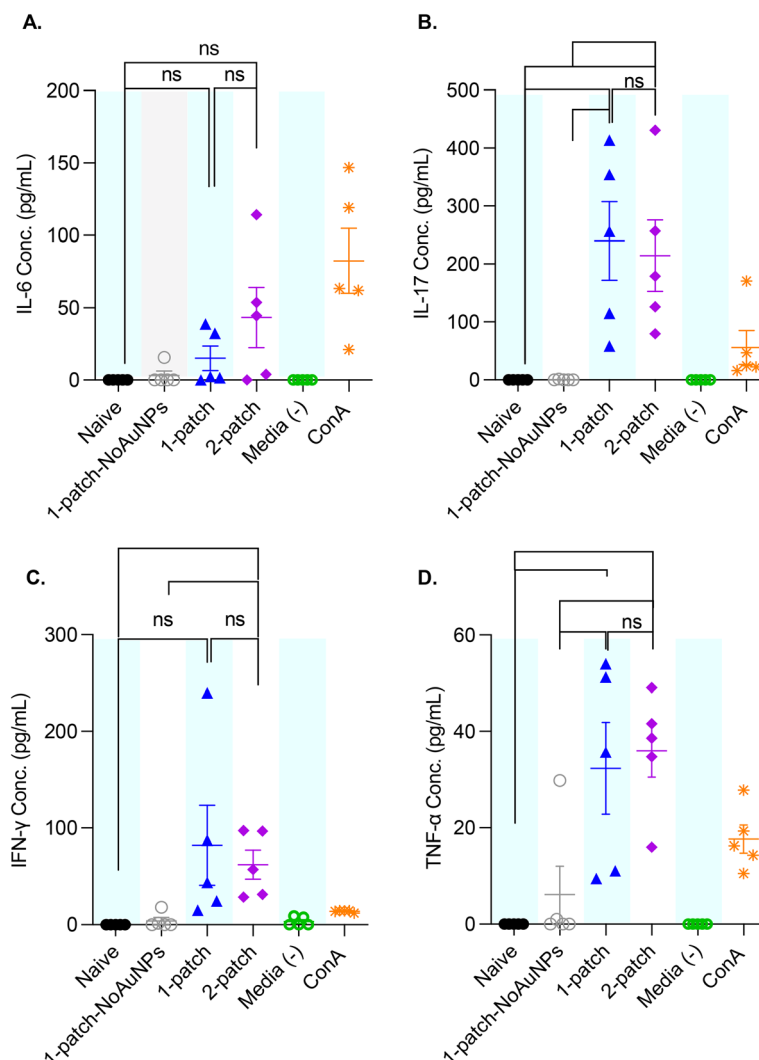 A.
ns
ns
ns
200
150
100
50
0
IL-6 Conc. (pg/mL)
Naive
1-patch-NoAuNPs
1-patch
2-patch
Media (-)
ConA
B.
ns
500
400
300
200
100
0
IL-17 Conc. (pg/mL)
Naive
1-patch-NoAuNPs
1-patch
2-patch
Media (-)
ConA
C.
ns
ns
300
200
100
0
IFN-γ Conc. (pg/mL)
Naive
1-patch-NoAuNPs
1-patch
2-patch
Media (-)
ConA
D.
ns
60
40
20
0
TNF-α Conc. (pg/mL)
Naive
1-patch-NoAuNPs
1-patch
2-patch
Media (-)
ConA